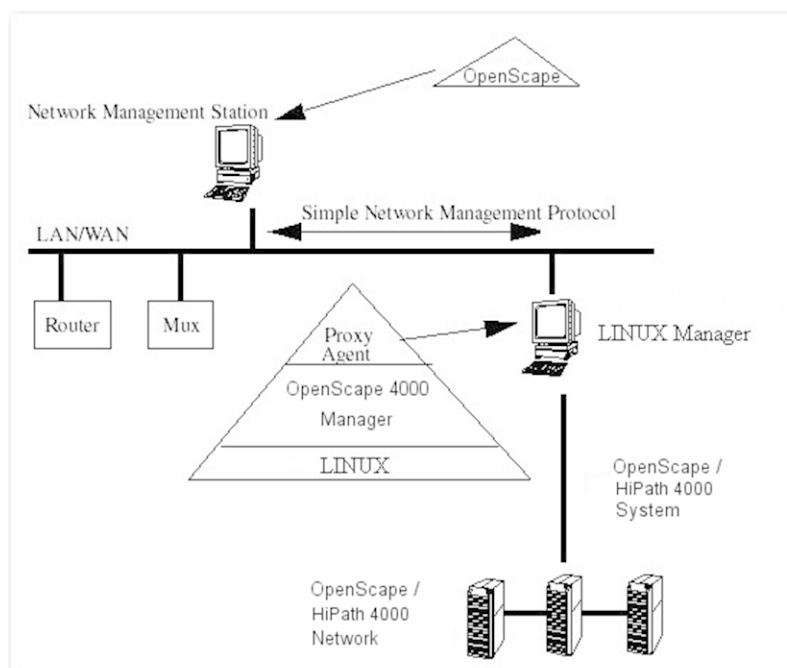 OpenScape
Network Management Station
Simple Network Management Protocol
LAN/WAN
Router
Mux
Proxy
Agent
LINUX Manager
OpenScape 4000
Manager
LINUX
OpenScape /
HiPath 4000
System
OpenScape /
HiPath 4000
Network